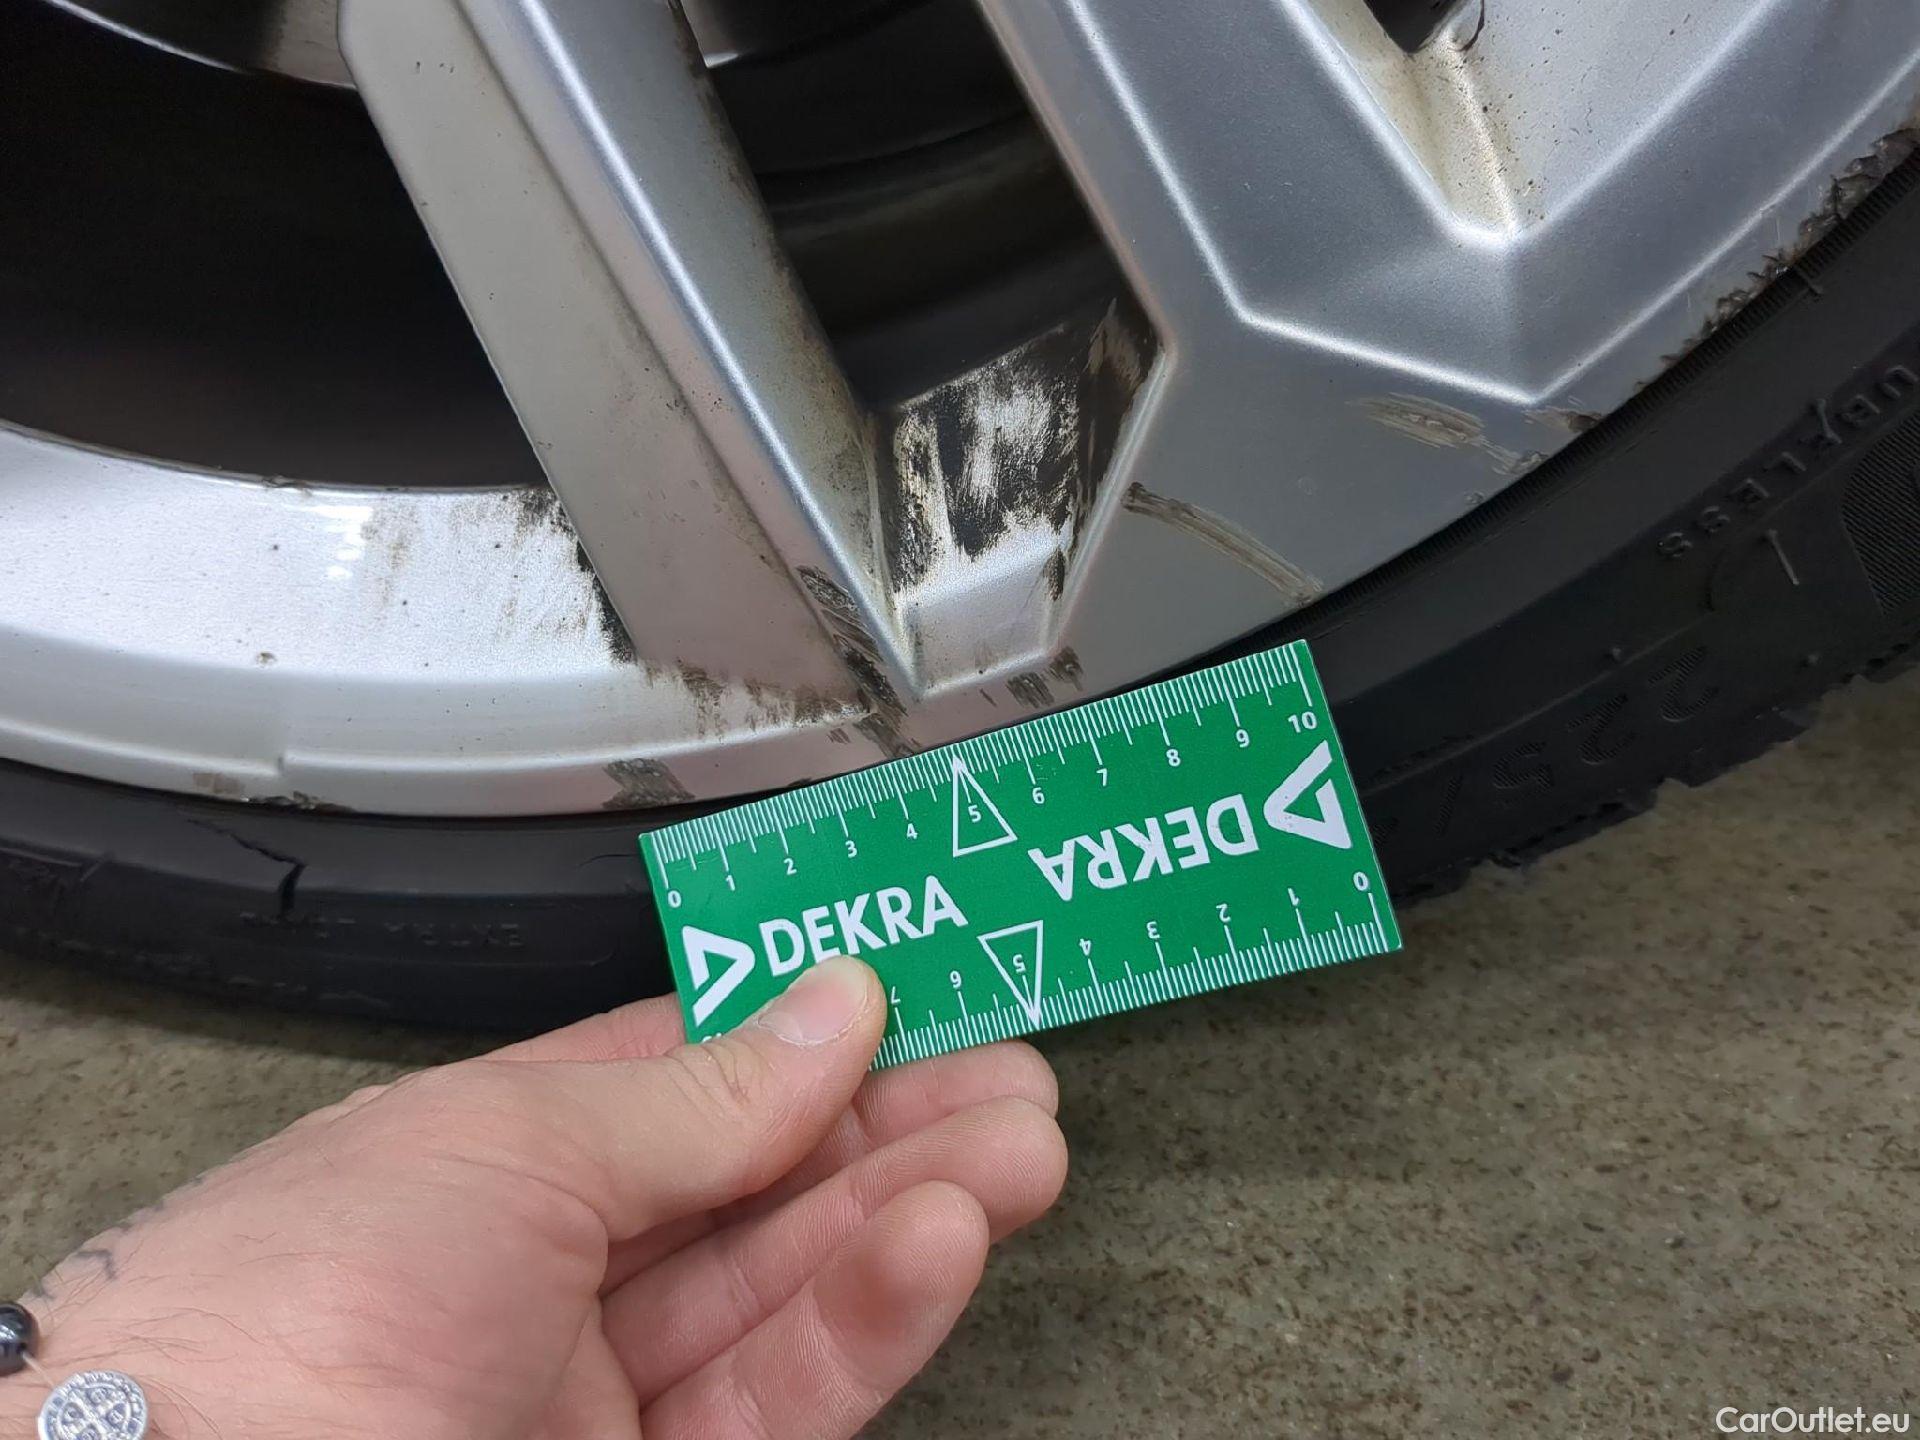 TUBELESS
225/
EXTRA LOAD
0 1 2 3 4 5 6 7 8 9 10
DEKRA
DEKRA
7 6 5 4 3 2 1 0
CarOutlet.eu